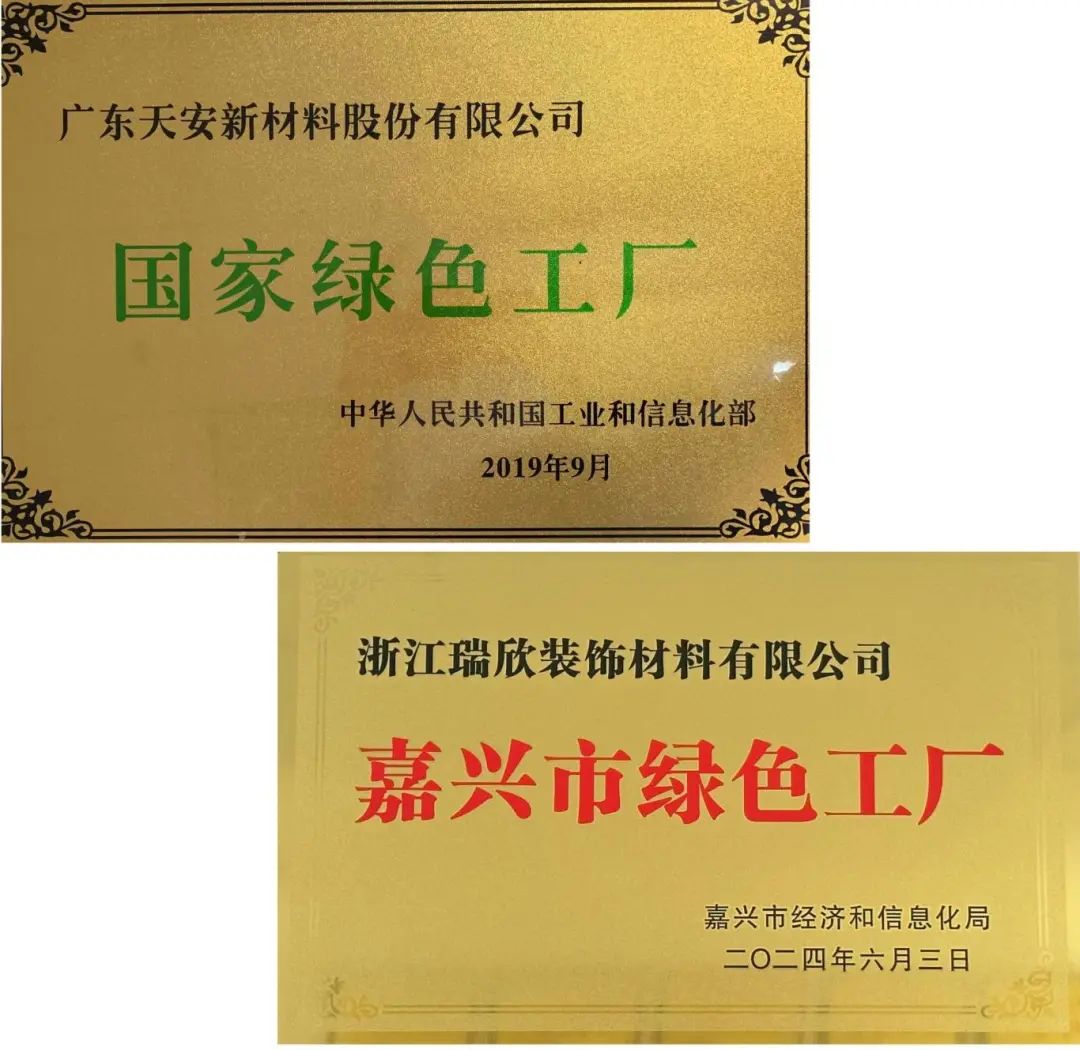 广东天安新材料股份有限公司
国家绿色工厂
中华人民共和国工业和信息化部
2019年9月
浙江瑞欣装饰材料有限公司
嘉兴市绿色工厂
嘉兴市经济和信息化局
二〇二四年六月三日